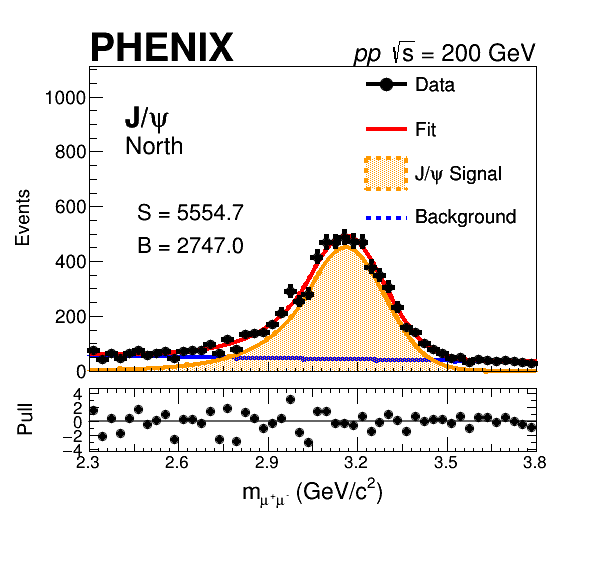 PHENIX
pp √s = 200 GeV
Events
1000
800
600
400
200
0
J/ψ
North
S = 5554.7
B = 2747.0
Data
Fit
J/ψ Signal
Background
Pull
4
2
0
−2
−4
2.3 2.6 2.9 3.2 3.5 3.8
m_μ⁺μ⁻ (GeV/c²)